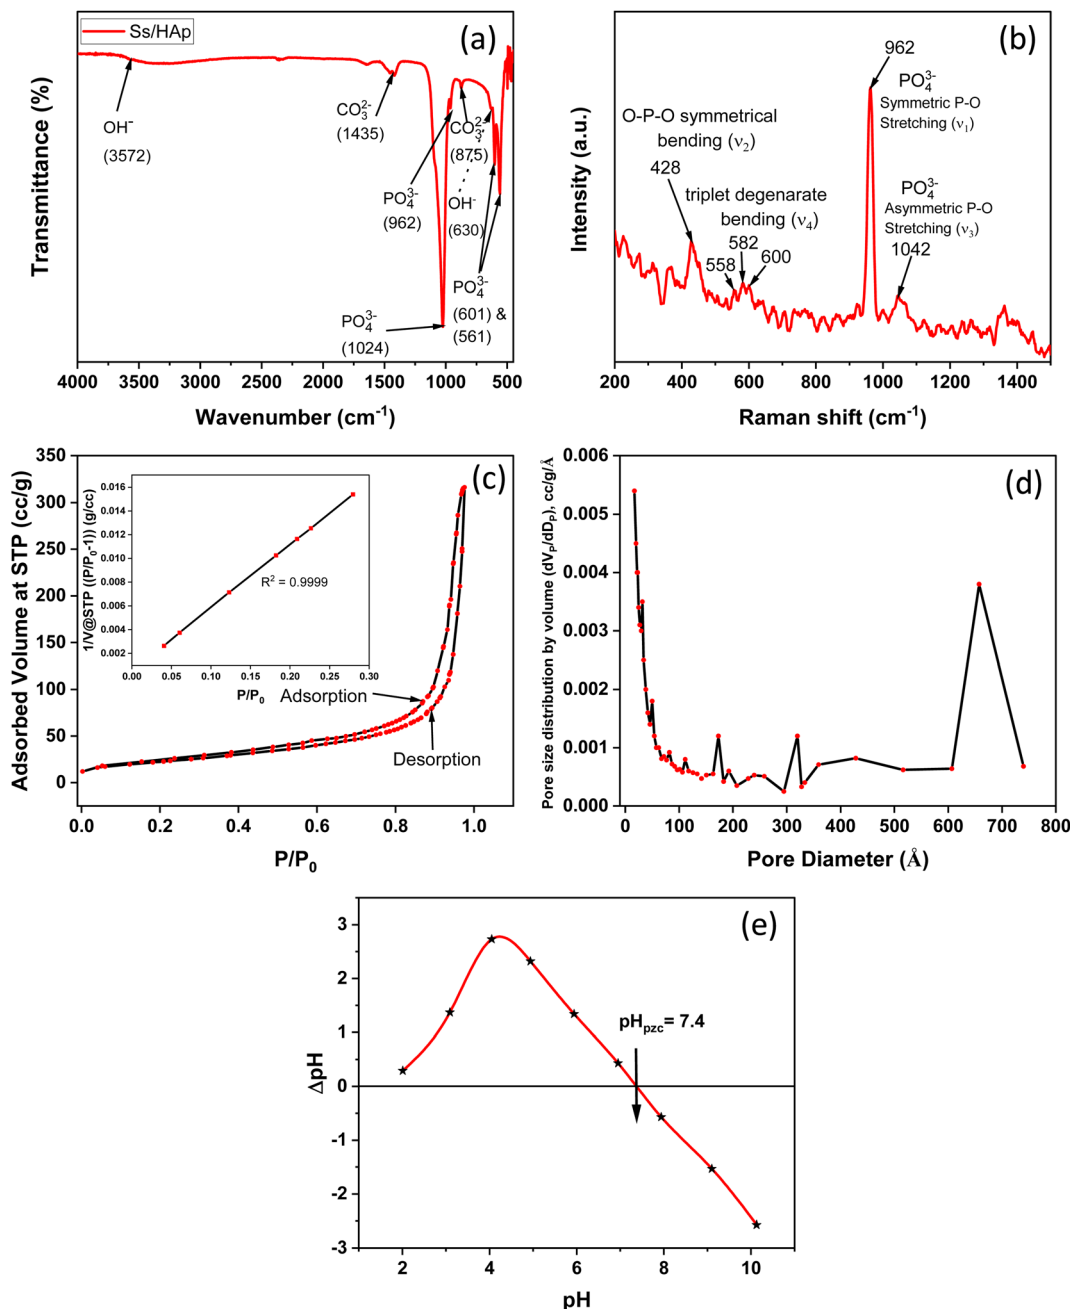 Ss/HAp
(a)
OH⁻
(3572)
CO₃²⁻
(1435)
CO₃²⁻
(875)
PO₄³⁻
(962)
OH⁻
(630)
PO₄³⁻
(601) &
(561)
PO₄³⁻
(1024)
Transmittance (%)
4000 3500 3000 2500 2000 1500 1000 500
Wavenumber (cm⁻¹)
(b)
962
PO₄³⁻
Symmetric P-O
Stretching (ν₁)
O-P-O symmetrical
bending (ν₂)
428
triplet degenarate
bending (ν₄)
558
582
600
PO₄³⁻
Asymmetric P-O
Stretching (ν₃)
1042
Intensity (a.u.)
200 400 600 800 1000 1200 1400
Raman shift (cm⁻¹)
(c)
350
300
250
200
150
100
50
0
Adsorbed Volume at STP (cc/g)
0.016
0.014
0.012
0.010
0.008
0.006
0.004
0.002
1/V@STP ((P/P₀-1)) (g/cc)
R² = 0.9999
0.00 0.05 0.10 0.15 0.20 0.25 0.30
P/P₀
Adsorption
Desorption
0.0 0.2 0.4 0.6 0.8 1.0
P/P₀
(d)
0.006
0.005
0.004
0.003
0.002
0.001
0.000
Pore size distribution by volume (dV_P/dD_P), cc/g/Å
0 100 200 300 400 500 600 700 800
Pore Diameter (Å)
(e)
3
2
1
0
-1
-2
-3
ΔpH
pH_pzc= 7.4
2 4 6 8 10
pH